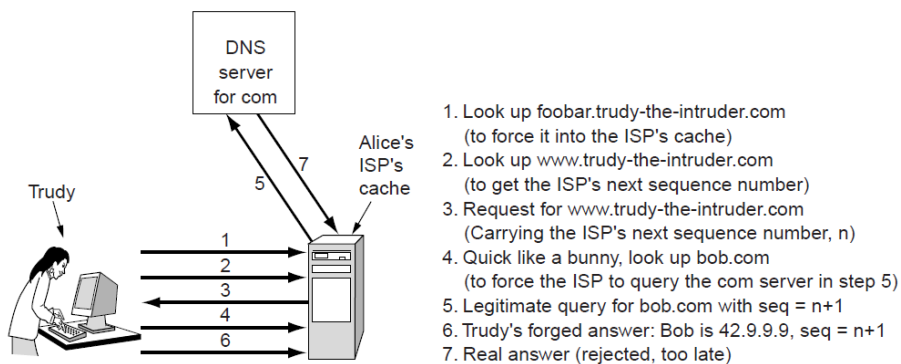 DNS
server
for com
Alice's
ISP's
cache
Trudy
7
5
1
2
3
4
6
1. Look up foobar.trudy-the-intruder.com
(to force it into the ISP's cache)
2. Look up www.trudy-the-intruder.com
(to get the ISP's next sequence number)
3. Request for www.trudy-the-intruder.com
(Carrying the ISP's next sequence number, n)
4. Quick like a bunny, look up bob.com
(to force the ISP to query the com server in step 5)
5. Legitimate query for bob.com with seq = n+1
6. Trudy's forged answer: Bob is 42.9.9.9, seq = n+1
7. Real answer (rejected, too late)